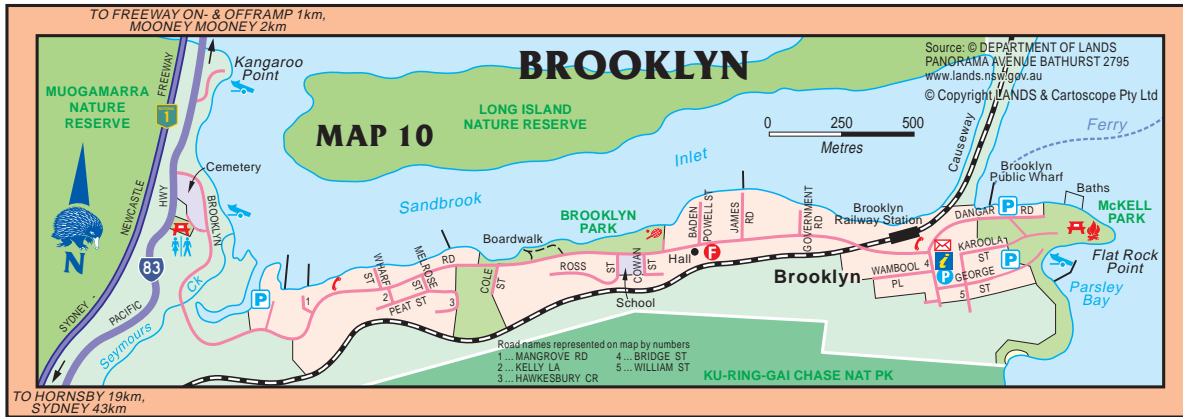 TO FREEWAY ON- & OFFRAMP 1km,
MOONEY MOONEY 2km
BROOKLYN
MAP 10
Source: © DEPARTMENT OF LANDS
PANORAMA AVENUE BATHURST 2795
www.lands.nsw.gov.au
© Copyright LANDS & Cartoscope Pty Ltd
0 250 500
Metres
Kangaroo
Point
MUOGAMARRA
NATURE
RESERVE
FREEWAY
1
NEWCASTLE
SYDNEY -
HWY
83
PACIFIC
N
Cemetery
BROOKLYN
Seymours
Ck
LONG ISLAND
NATURE RESERVE
Sandbrook
Inlet
Causeway
Ferry
Brooklyn
Public Wharf
Baths
McKELL
PARK
P
DANGAR RD
Flat Rock
Point
Parsley
Bay
Brooklyn
Railway Station
BROOKLYN
PARK
Boardwalk
WHARF
ST
MELROSE
ST
RD
COLE
ST
ROSS
ST
COWAN
ST
School
Hall
F
BADEN
POWELL ST
JAMES
RD
GOVERNMENT
RD
Brooklyn
WAMBOOL
PL
4
i
P
KAROOLA
ST
P
GEORGE
ST
5
P
1
2
PEAT ST
3
Road names represented on map by numbers
1 ... MANGROVE RD 4 ... BRIDGE ST
2 ... KELLY LA 5 ... WILLIAM ST
3 ... HAWKESBURY CR
KU-RING-GAI CHASE NAT PK
TO HORNSBY 19km,
SYDNEY 43km